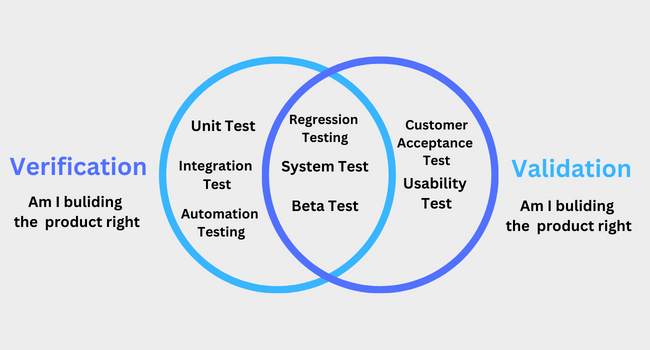 Verification
Am I buliding
the product right
Unit Test
Integration
Test
Automation
Testing
Regression
Testing
System Test
Beta Test
Customer
Acceptance
Test
Usability
Test
Validation
Am I buliding
the product right